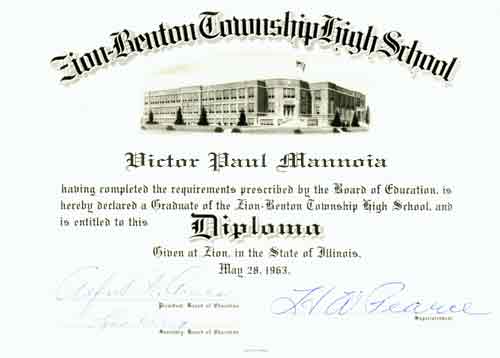 Zion-Benton Township High School
Victor Paul Mannoia
having completed the requirements prescribed by the Board of Education, is
hereby declared a Graduate of the Zion-Benton Township High School, and
is entitled to this Diploma
Given at Zion, in the State of Illinois,
May 28, 1963.
President Board of Education
H W Pearce
Superintendent
Secretary Board of Education